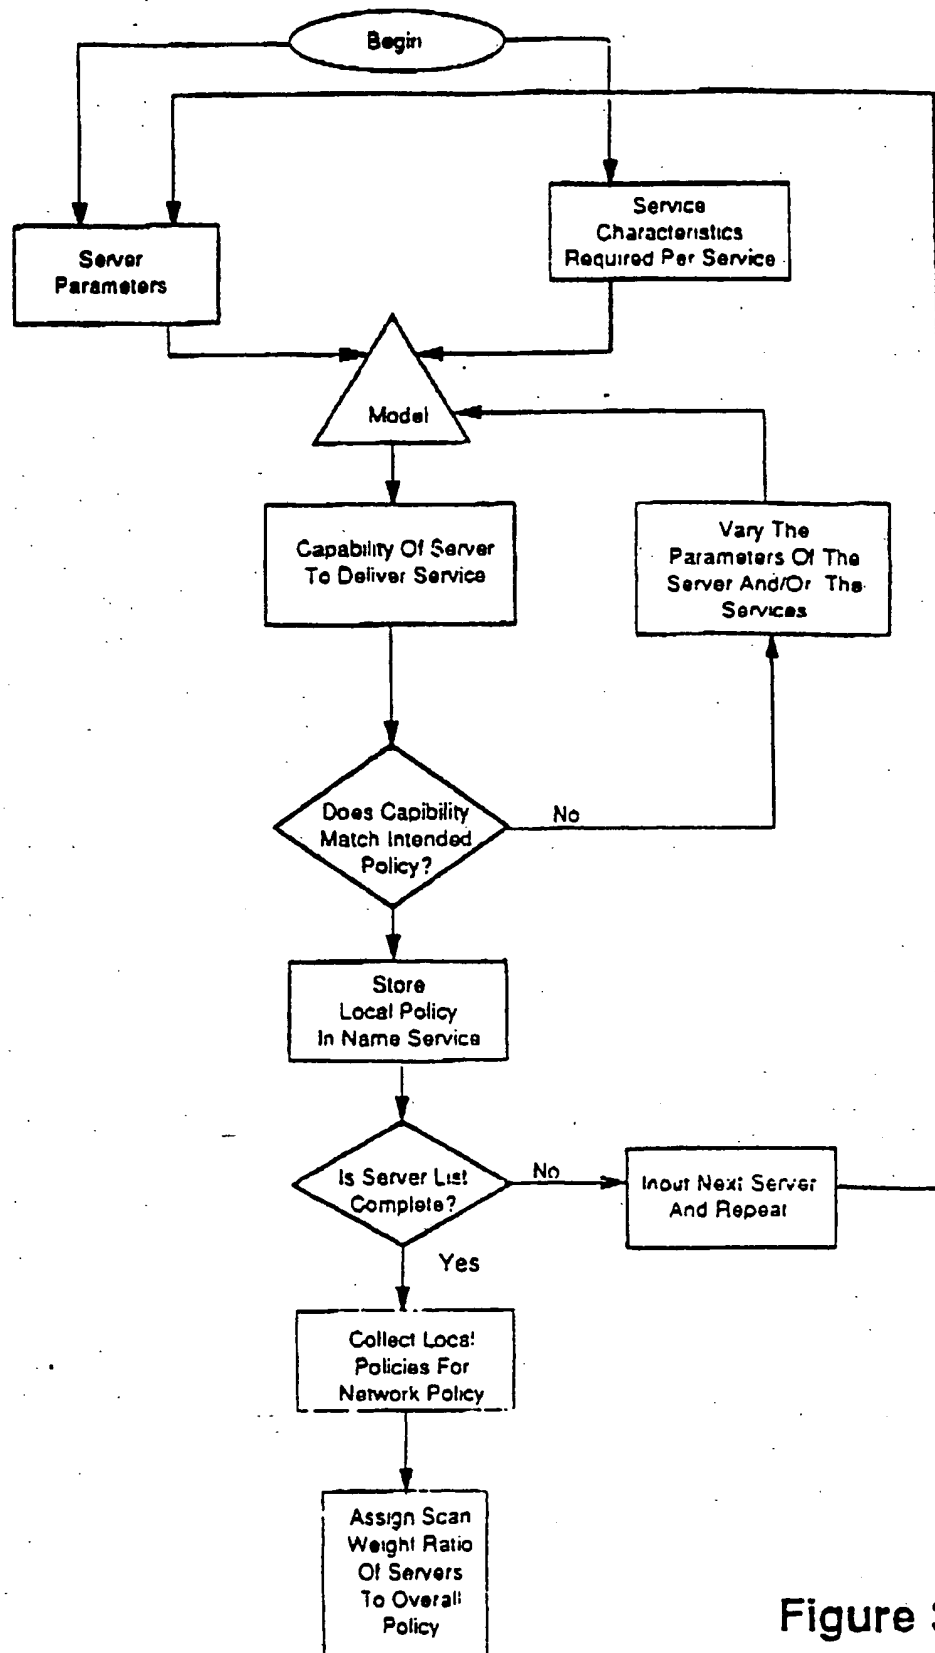 Begin
Service
Characteristics
Required Per Service
Server
Parameters
Model
Capability Of Server
To Deliver Service
Vary The
Parameters Of The
Server And/Or The
Services
Does Capibility
Match Intended
Policy?
No
Store
Local Policy
In Name Service
Is Server List
Complete?
No
Input Next Server
And Repeat
Yes
Collect Local
Policies For
Network Policy
Assign Scan
Weight Ratio
Of Servers
To Overall
Policy
Figure